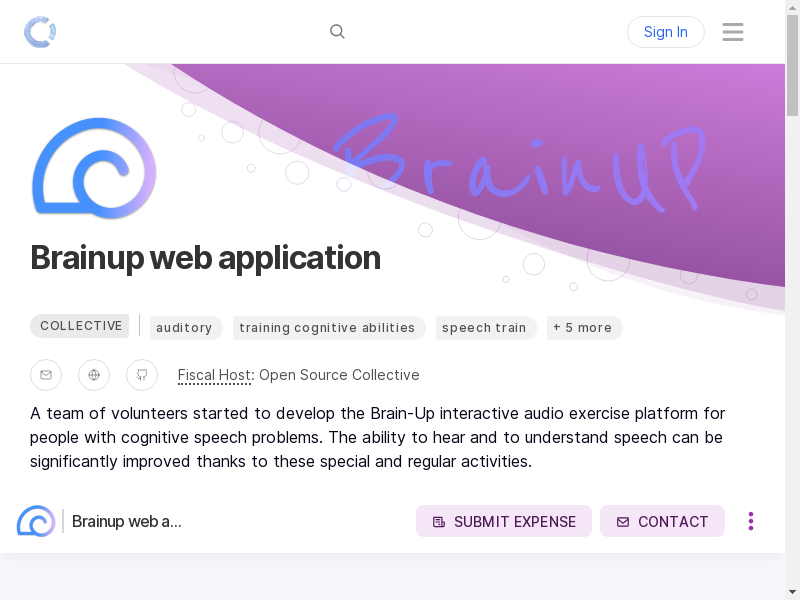 Sign In
BrainUP
Brainup web application
COLLECTIVE
auditory
training cognitive abilities
speech train
+ 5 more
Fiscal Host: Open Source Collective
A team of volunteers started to develop the Brain-Up interactive audio exercise platform for
people with cognitive speech problems. The ability to hear and to understand speech can be
significantly improved thanks to these special and regular activities.
Brainup web a...
SUBMIT EXPENSE
CONTACT